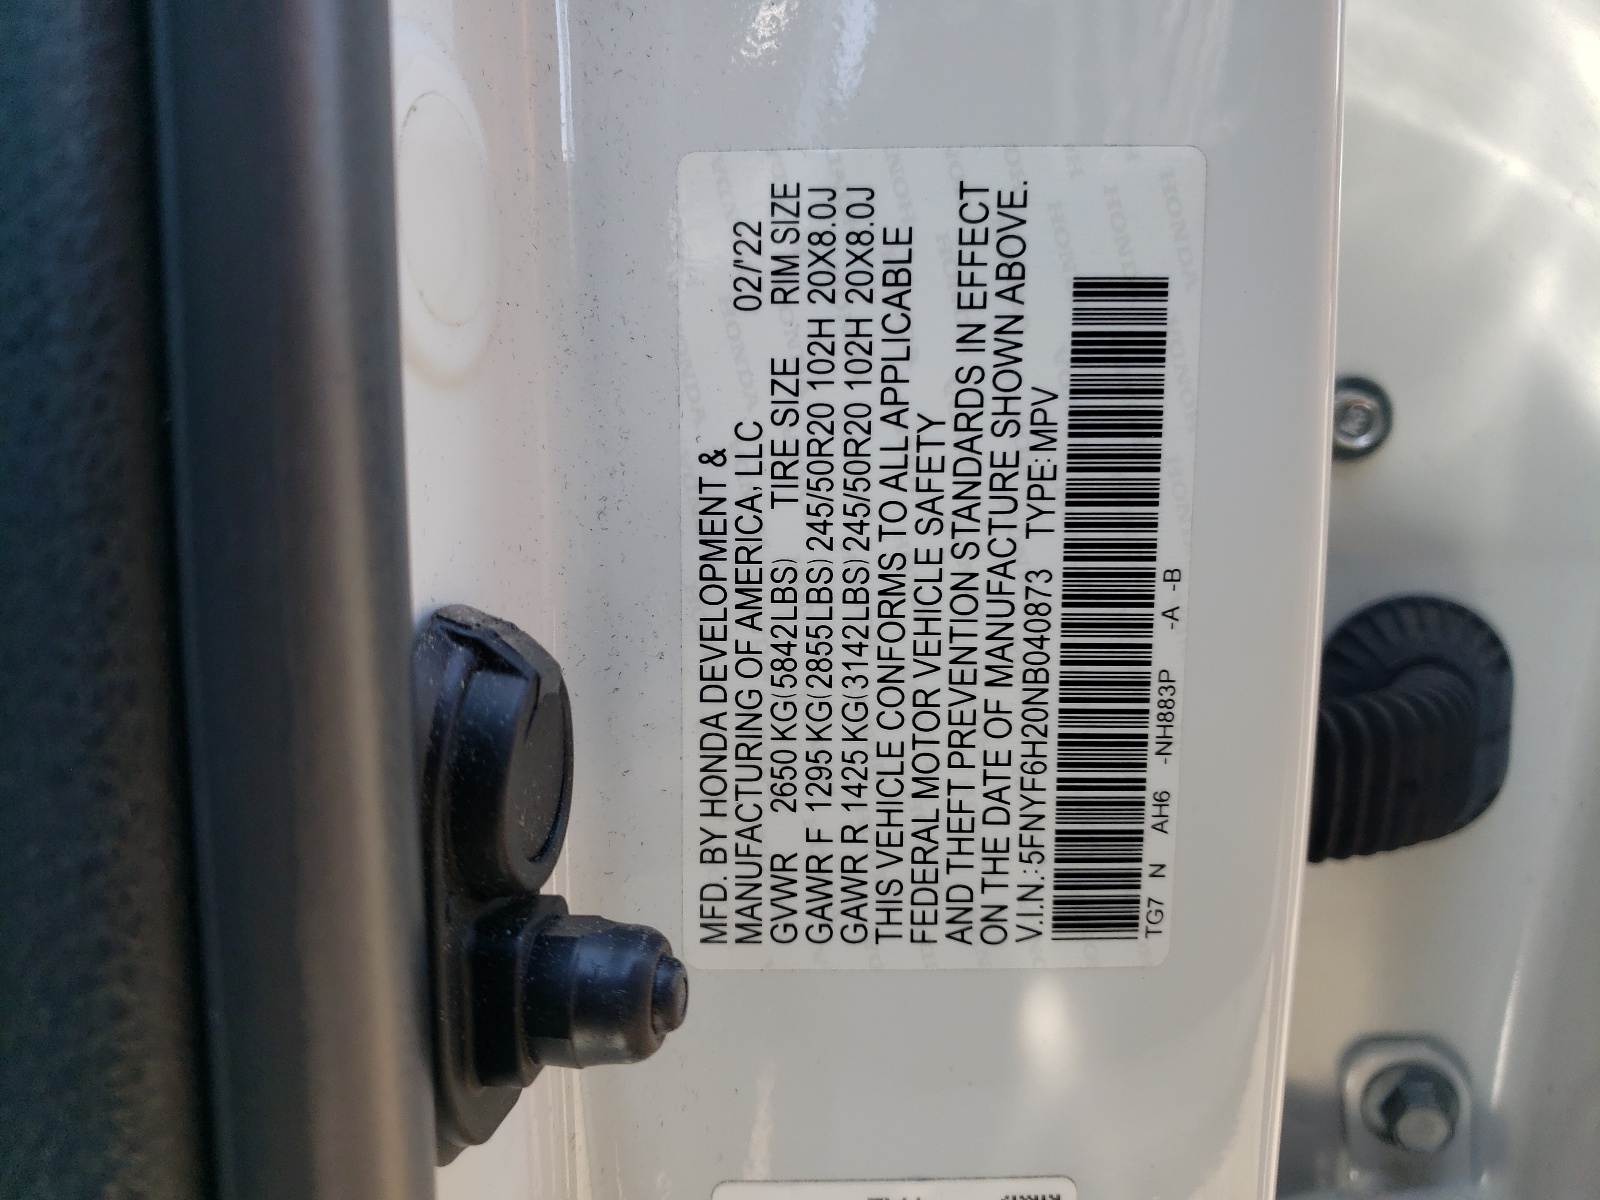 MFD. BY HONDA DEVELOPMENT &
MANUFACTURING OF AMERICA, LLC 02/'22
GVWR 2650 KG(5842LBS) TIRE SIZE RIM SIZE
GAWR F 1295 KG(2855LBS) 245/50R20 102H 20X8.0J
GAWR R 1425 KG(3142LBS) 245/50R20 102H 20X8.0J
THIS VEHICLE CONFORMS TO ALL APPLICABLE
FEDERAL MOTOR VEHICLE SAFETY
AND THEFT PREVENTION STANDARDS IN EFFECT
ON THE DATE OF MANUFACTURE SHOWN ABOVE.
V.I.N.:5FNYF6H20NB040873 TYPE:MPV
TG7 N AH6 -NH883P -A -B